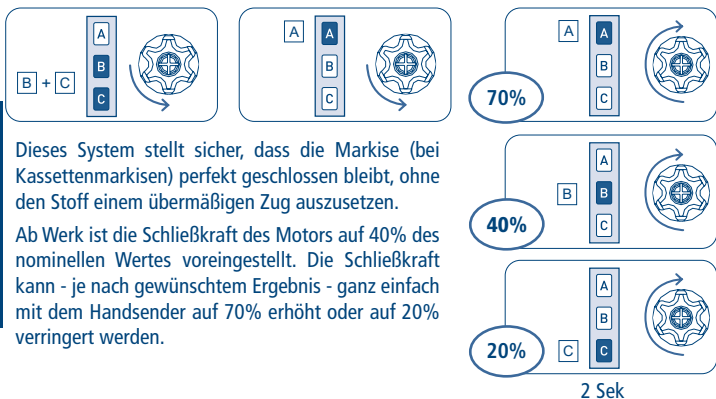 A
B
C
B + C
A
A
B
C
A
A
B
C
70%
Dieses System stellt sicher, dass die Markise (bei
Kassettenmarkisen) perfekt geschlossen bleibt, ohne
den Stoff einem übermäßigen Zug auszusetzen.
Ab Werk ist die Schließkraft des Motors auf 40% des
nominellen Wertes voreingestellt. Die Schließkraft
kann - je nach gewünschtem Ergebnis - ganz einfach
mit dem Handsender auf 70% erhöht oder auf 20%
verringert werden.
A
B
B
C
40%
A
B
C
C
20%
2 Sek